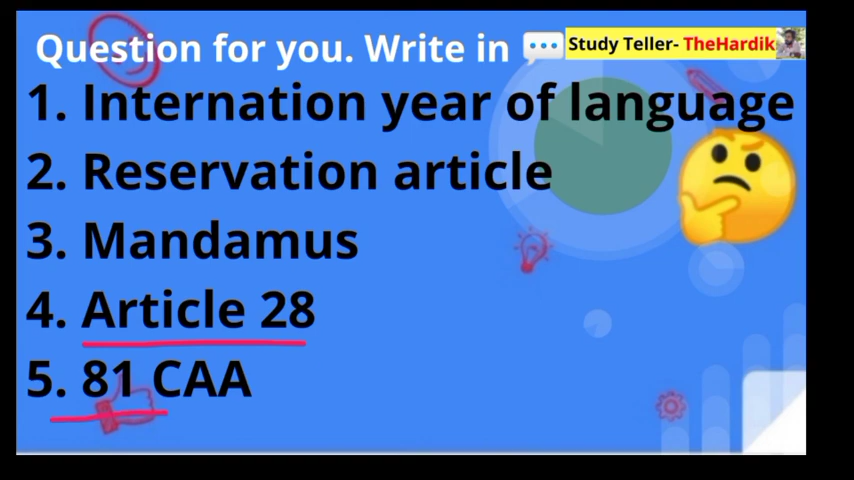 Question for you. Write in 💬 Study Teller- TheHardik
1. Internation year of language
2. Reservation article
3. Mandamus
4. Article 28
5. 81 CAA